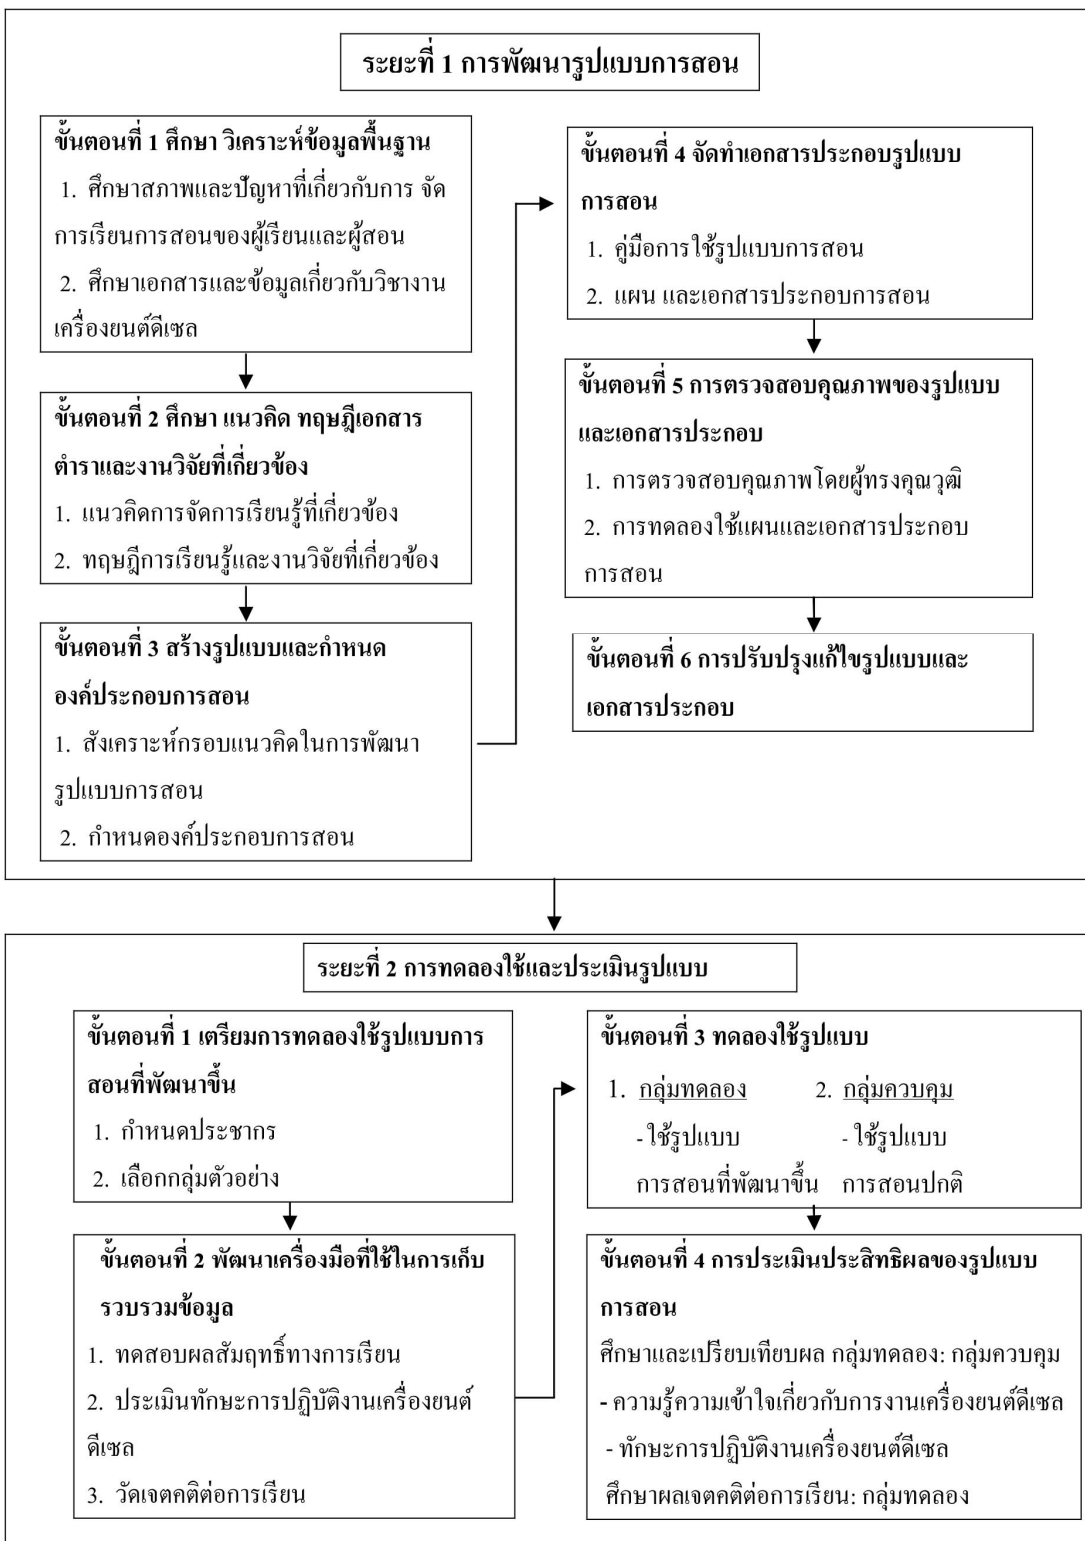 ระยะที่ 1 การพัฒนารูปแบบการสอน
ขั้นตอนที่ 1 ศึกษา วิเคราะห์ข้อมูลพื้นฐาน
1. ศึกษาสภาพและปัญหาที่เกี่ยวกับการ จัด
การเรียนการสอนของผู้เรียนและผู้สอน
2. ศึกษาเอกสารและข้อมูลเกี่ยวกับวิชางาน
เครื่องยนต์ดีเซล
ขั้นตอนที่ 2 ศึกษา แนวคิด ทฤษฎีเอกสาร
ตำราและงานวิจัยที่เกี่ยวข้อง
1. แนวคิดการจัดการเรียนรู้ที่เกี่ยวข้อง
2. ทฤษฎีการเรียนรู้และงานวิจัยที่เกี่ยวข้อง
ขั้นตอนที่ 3 สร้างรูปแบบและกำหนด
องค์ประกอบการสอน
1. สังเคราะห์กรอบแนวคิดในการพัฒนา
รูปแบบการสอน
2. กำหนดองค์ประกอบการสอน
ขั้นตอนที่ 4 จัดทำเอกสารประกอบรูปแบบ
การสอน
1. คู่มือการใช้รูปแบบการสอน
2. แผน และเอกสารประกอบการสอน
ขั้นตอนที่ 5 การตรวจสอบคุณภาพของรูปแบบ
และเอกสารประกอบ
1. การตรวจสอบคุณภาพโดยผู้ทรงคุณวุฒิ
2. การทดลองใช้แผนและเอกสารประกอบ
การสอน
ขั้นตอนที่ 6 การปรับปรุงแก้ไขรูปแบบและ
เอกสารประกอบ
ระยะที่ 2 การทดลองใช้และประเมินรูปแบบ
ขั้นตอนที่ 1 เตรียมการทดลองใช้รูปแบบการ
สอนที่พัฒนาขึ้น
1. กำหนดประชากร
2. เลือกกลุ่มตัวอย่าง
ขั้นตอนที่ 2 พัฒนาเครื่องมือที่ใช้ในการเก็บ
รวบรวมข้อมูล
1. ทดสอบผลสัมฤทธิ์ทางการเรียน
2. ประเมินทักษะการปฏิบัติงานเครื่องยนต์
ดีเซล
3. วัดเจตคติต่อการเรียน
ขั้นตอนที่ 3 ทดลองใช้รูปแบบ
1. กลุ่มทดลอง 2. กลุ่มควบคุม
- ใช้รูปแบบ - ใช้รูปแบบ
การสอนที่พัฒนาขึ้น การสอนปกติ
ขั้นตอนที่ 4 การประเมินประสิทธิผลของรูปแบบ
การสอน
ศึกษาและเปรียบเทียบผล กลุ่มทดลอง: กลุ่มควบคุม
- ความรู้ความเข้าใจเกี่ยวกับการงานเครื่องยนต์ดีเซล
- ทักษะการปฏิบัติงานเครื่องยนต์ดีเซล
ศึกษาผลเจตคติต่อการเรียน: กลุ่มทดลอง